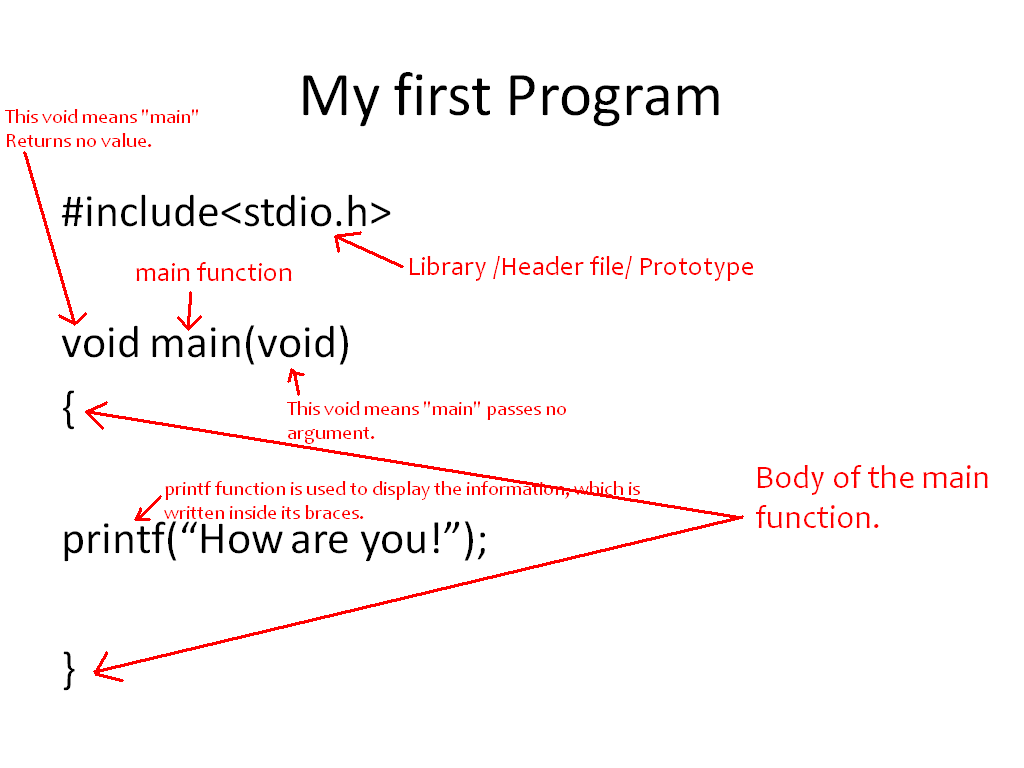 My first Program
This void means "main"
Returns no value.
#include<stdio.h>
Library /Header file/ Prototype
main function
void main(void)
{
This void means "main" passes no
argument.
Body of the main
function.
printf function is used to display the information, which is
written inside its braces.
printf(“How are you!”);
}